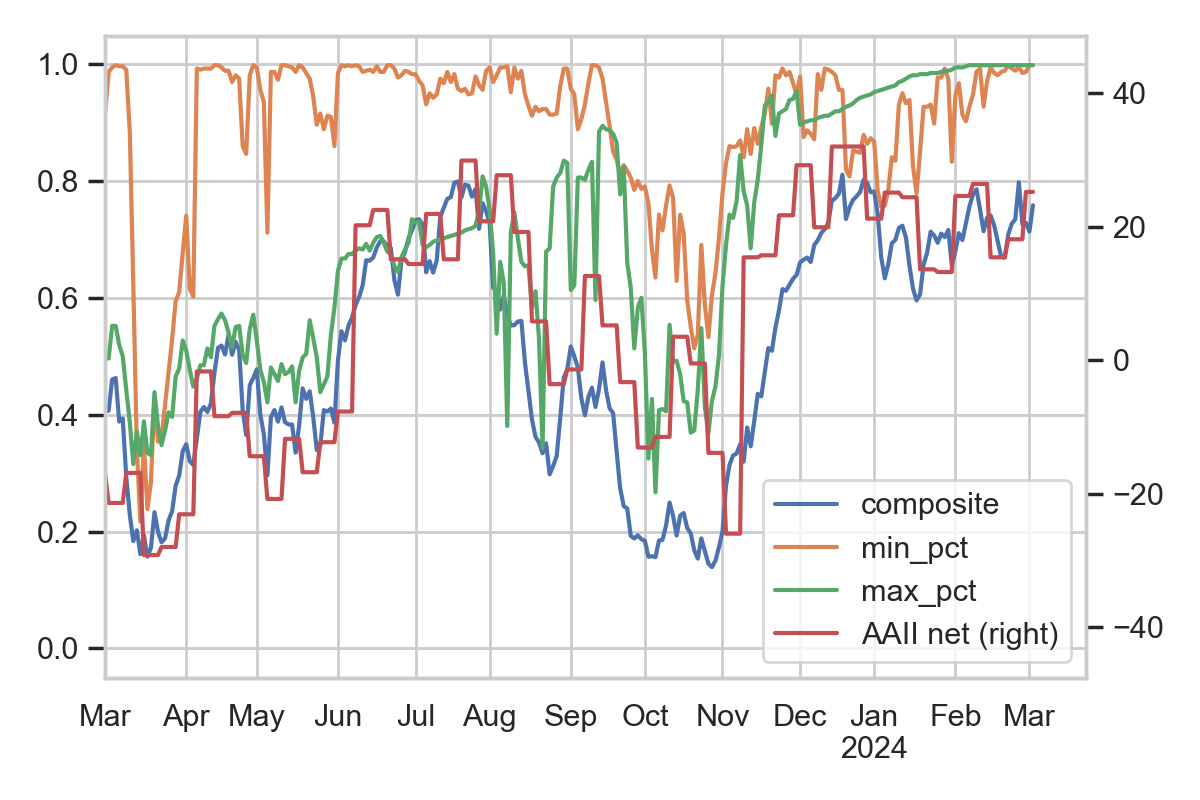 1.0
0.8
0.6
0.4
0.2
0.0
40
20
0
−20
−40
composite
min_pct
max_pct
AAII net (right)
Mar Apr May Jun Jul Aug Sep Oct Nov Dec Jan Feb Mar
2024